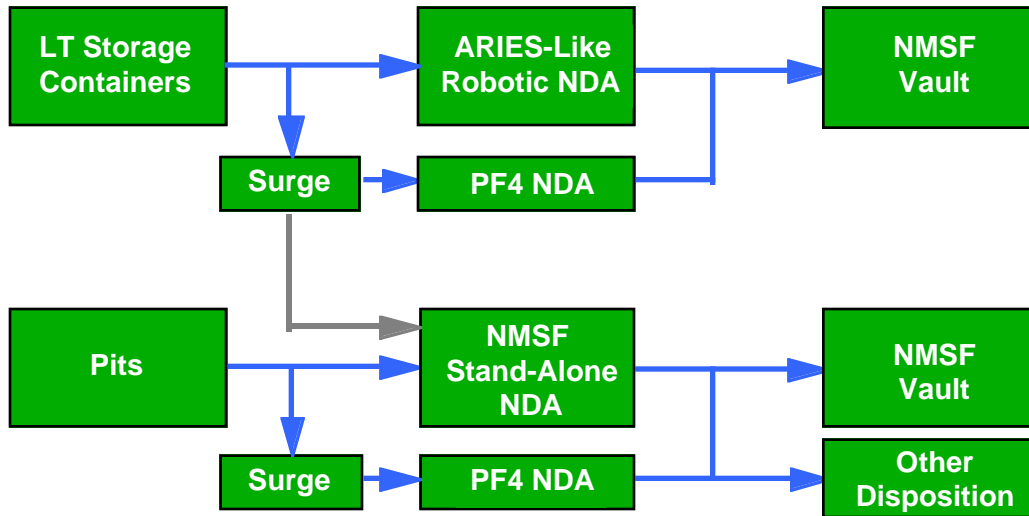 LT Storage
Containers
ARIES-Like
Robotic NDA
NMSF
Vault
Surge
PF4 NDA
Pits
NMSF
Stand-Alone
NDA
NMSF
Vault
Surge
PF4 NDA
Other
Disposition